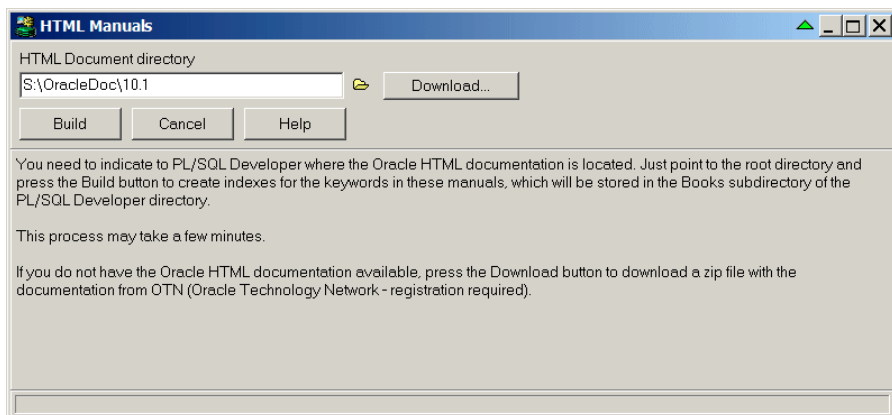 HTML Manuals
HTML Document directory
S:\OracleDoc\10.1
Download...
Build
Cancel
Help
You need to indicate to PL/SQL Developer where the Oracle HTML documentation is located. Just point to the root directory and
press the Build button to create indexes for the keywords in these manuals, which will be stored in the Books subdirectory of the
PL/SQL Developer directory.
This process may take a few minutes.
If you do not have the Oracle HTML documentation available, press the Download button to download a zip file with the
documentation from OTN (Oracle Technology Network - registration required).